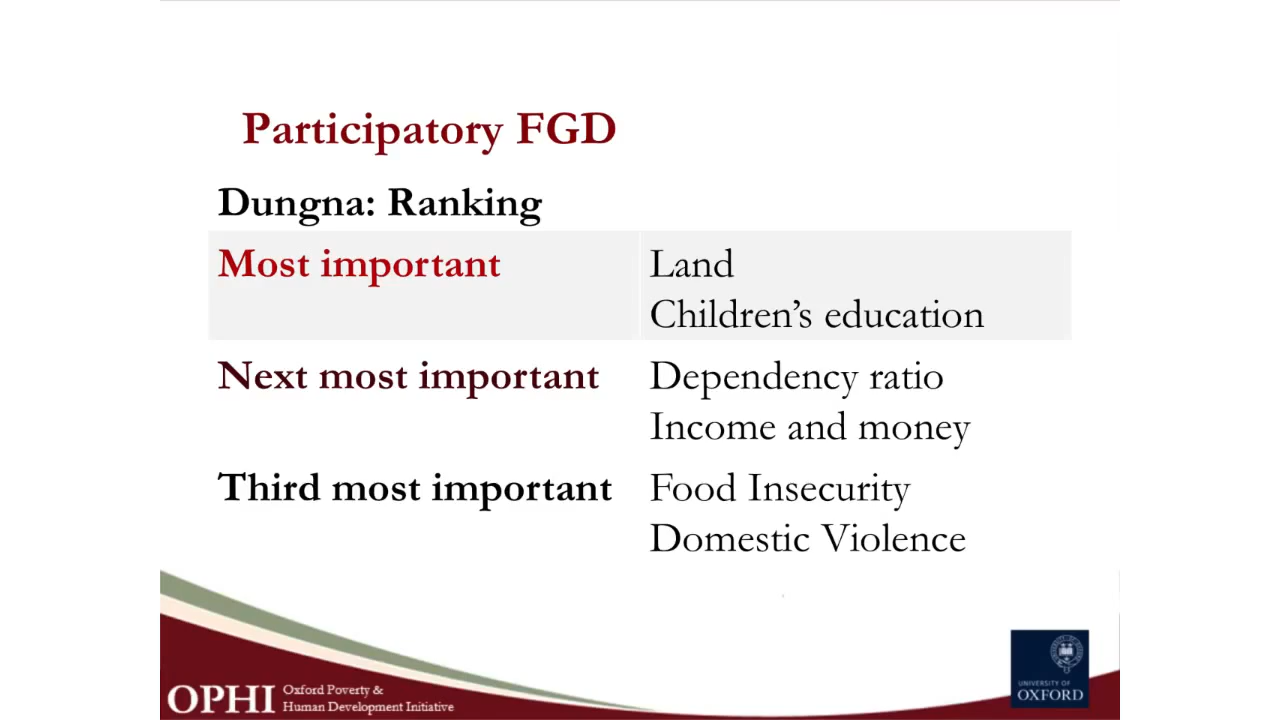 Participatory FGD
Dungna: Ranking
Most important
Land
Children's education
Next most important
Dependency ratio
Income and money
Third most important
Food Insecurity
Domestic Violence
OPHI
Oxford Poverty &
Human Development Initiative
UNIVERSITY OF
OXFORD